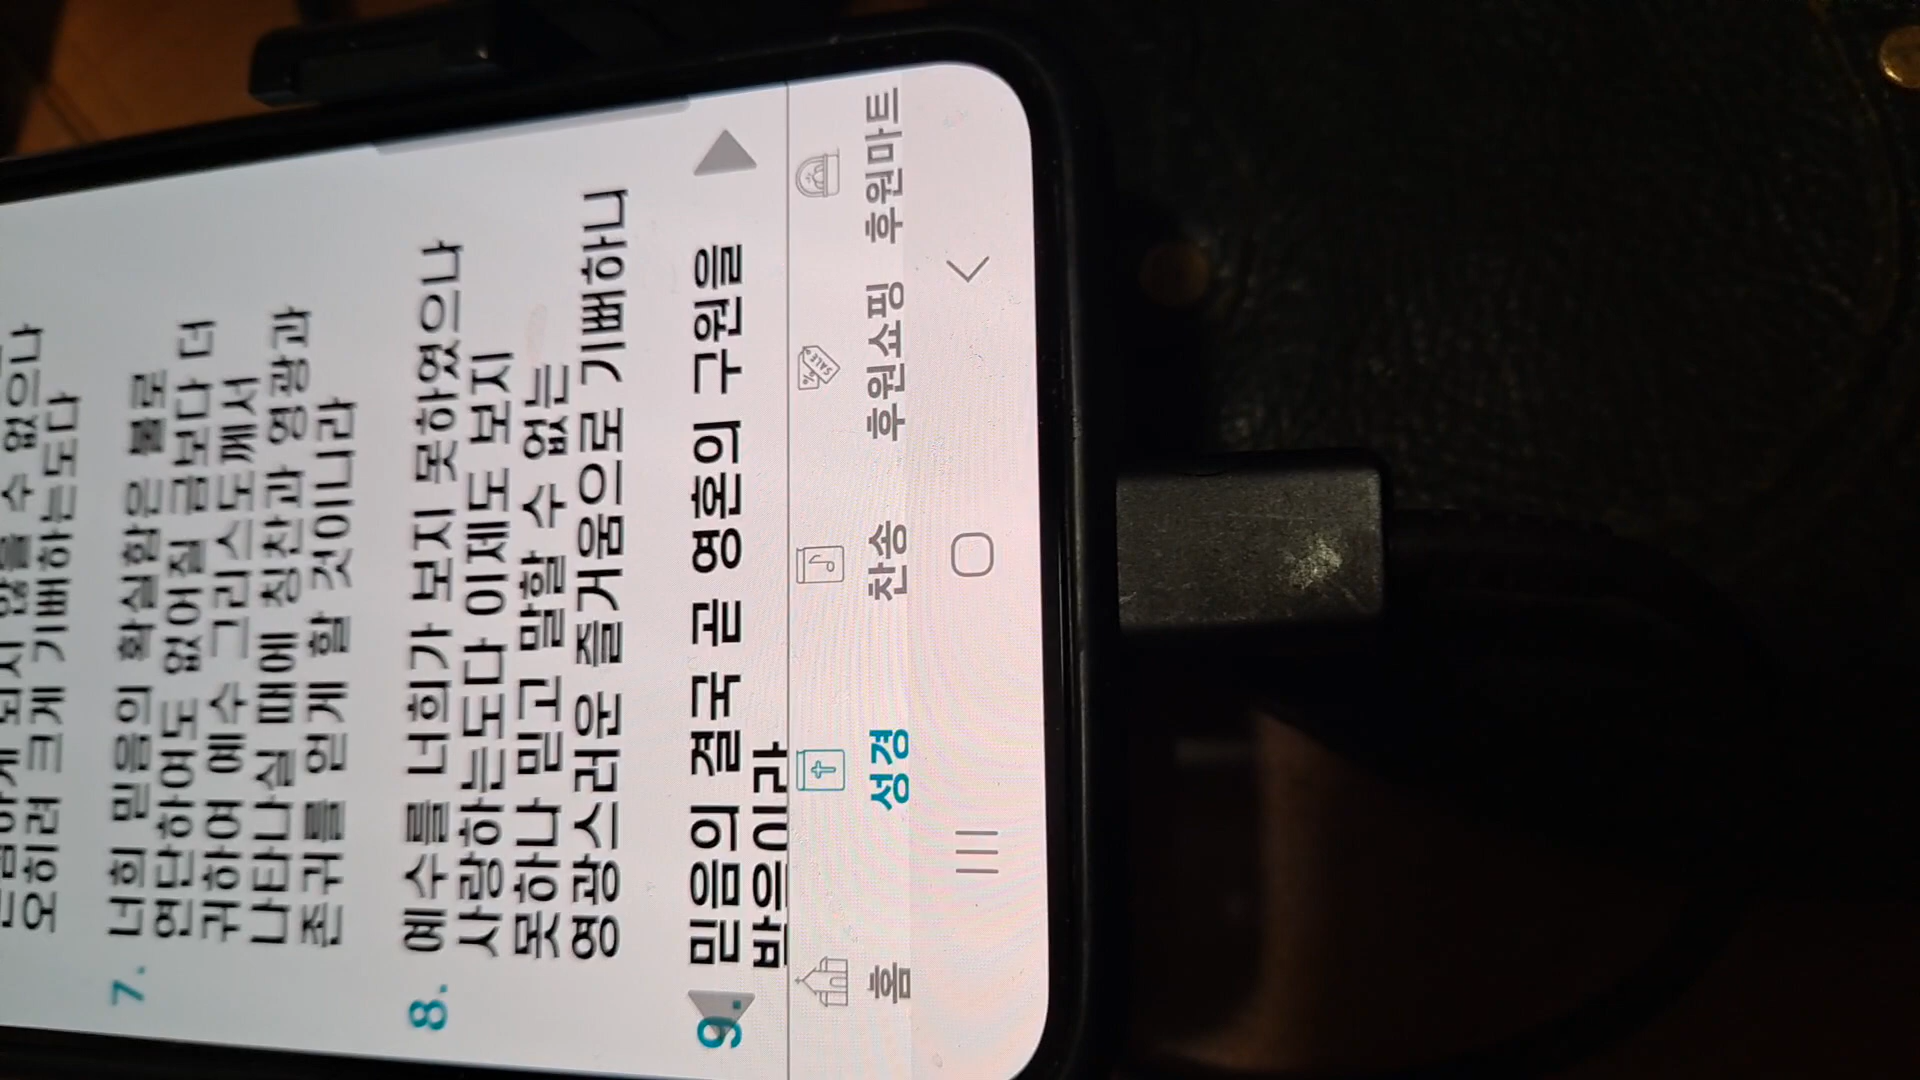 오히려 크게 기뻐하는도다
7. 너희 믿음의 확실함은 불로
연단하여도 없어질 금보다 더
귀하여 예수 그리스도께서
나타나실 때에 칭찬과 영광과
존귀를 얻게 할 것이니라
8. 예수를 너희가 보지 못하였으나
사랑하는도다 이제도 보지
못하나 믿고 말할 수 없는
영광스러운 즐거움으로 기뻐하니
9. 믿음의 결국 곧 영혼의 구원을
받음이라
SALE %
홈 성경 찬송 후원쇼핑 후원마트